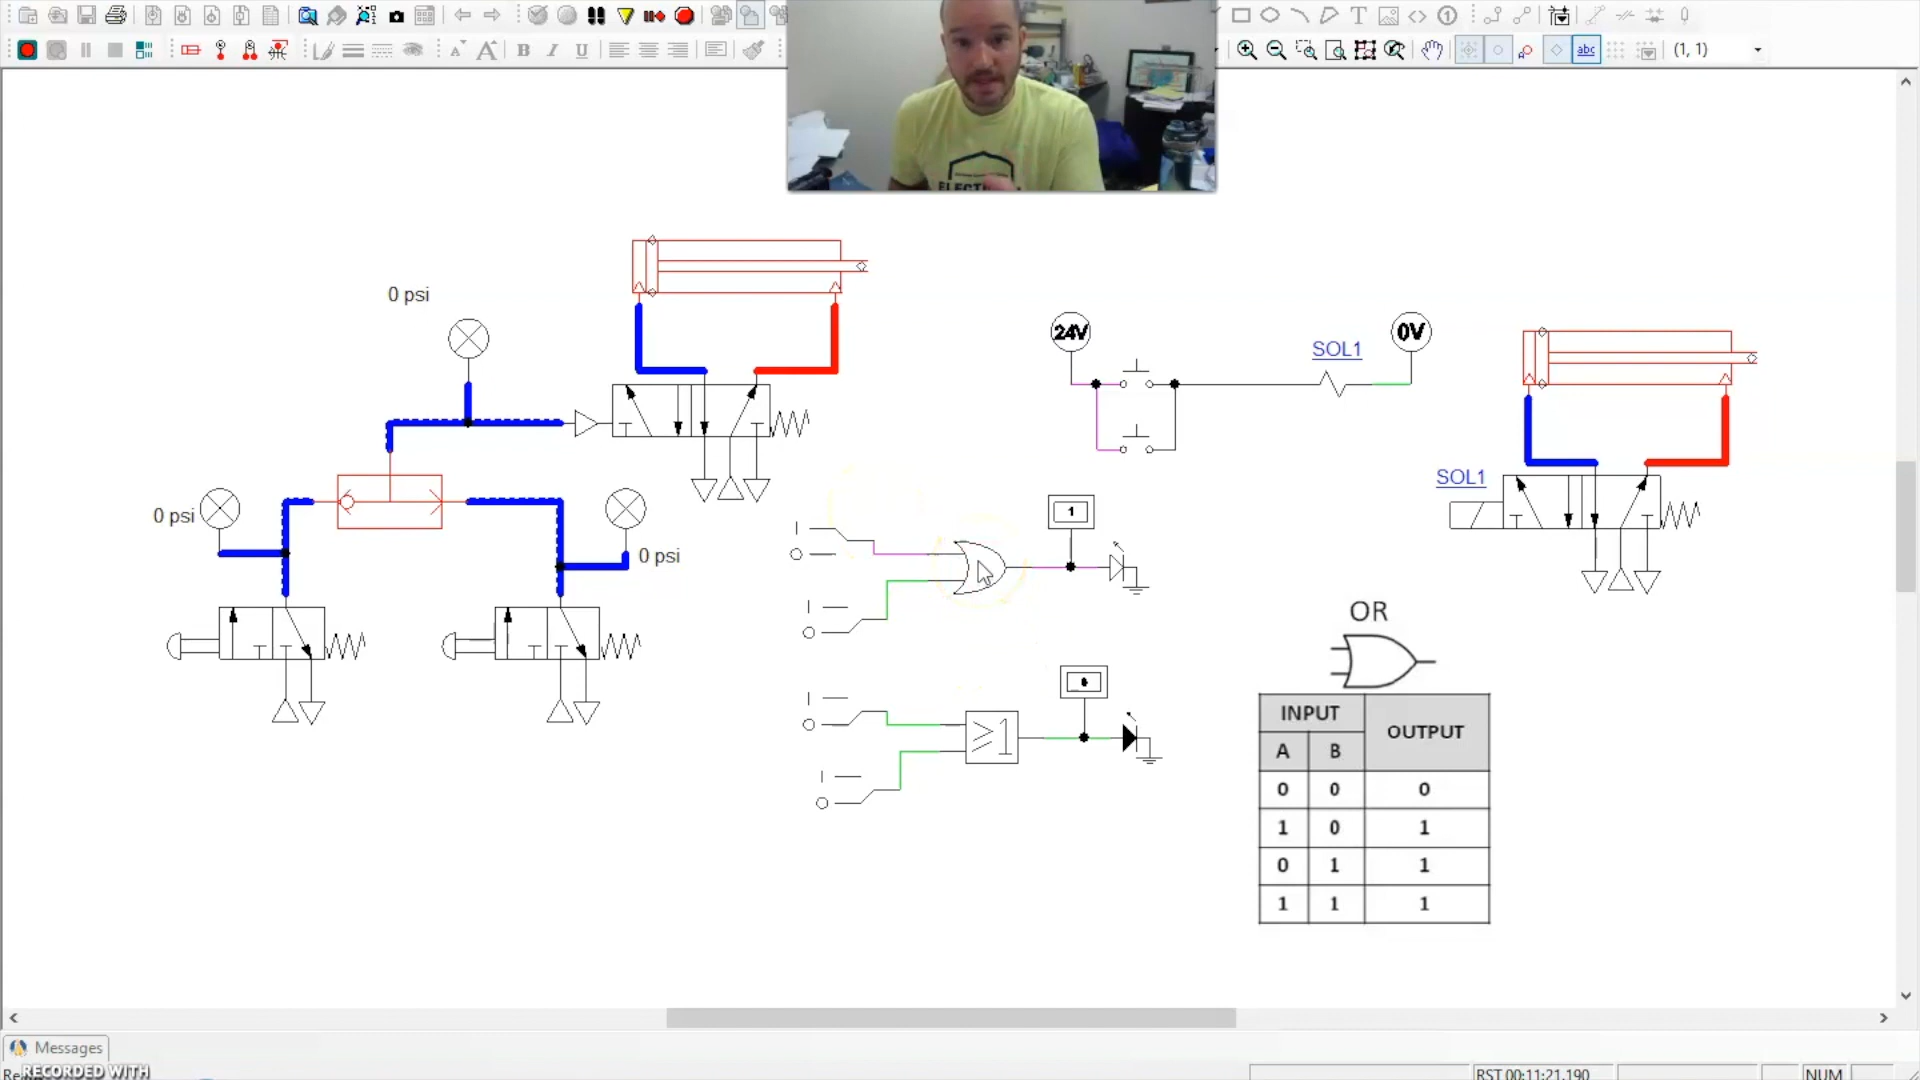 (1, 1)
abc
B I U
A A
T
ELECT
0 psi
24V
0V
SOL1
SOL1
0 psi
0 psi
1
≥1
OR
INPUT
OUTPUT
A B
0 0 0
1 0 1
0 1 1
1 1 1
Messages
RECORDED WITH
RST 00:11:21.190
NUM